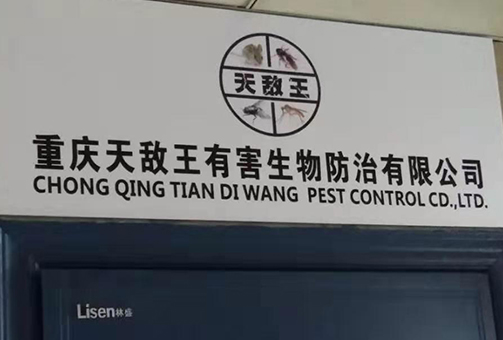 天敌王
重庆天敌王有害生物防治有限公司
CHONG QING TIAN DI WANG PEST CONTROL CD.,LTD.
Lisen林盛